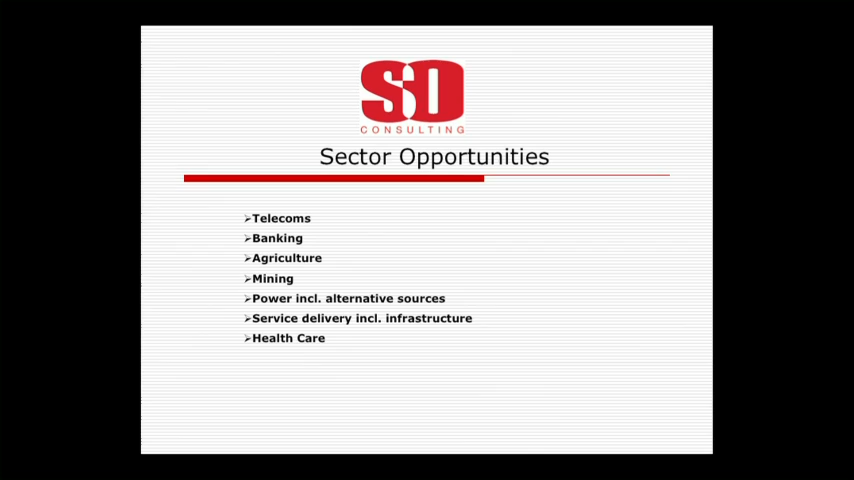 SD
CONSULTING
Sector Opportunities
➢Telecoms
➢Banking
➢Agriculture
➢Mining
➢Power incl. alternative sources
➢Service delivery incl. infrastructure
➢Health Care